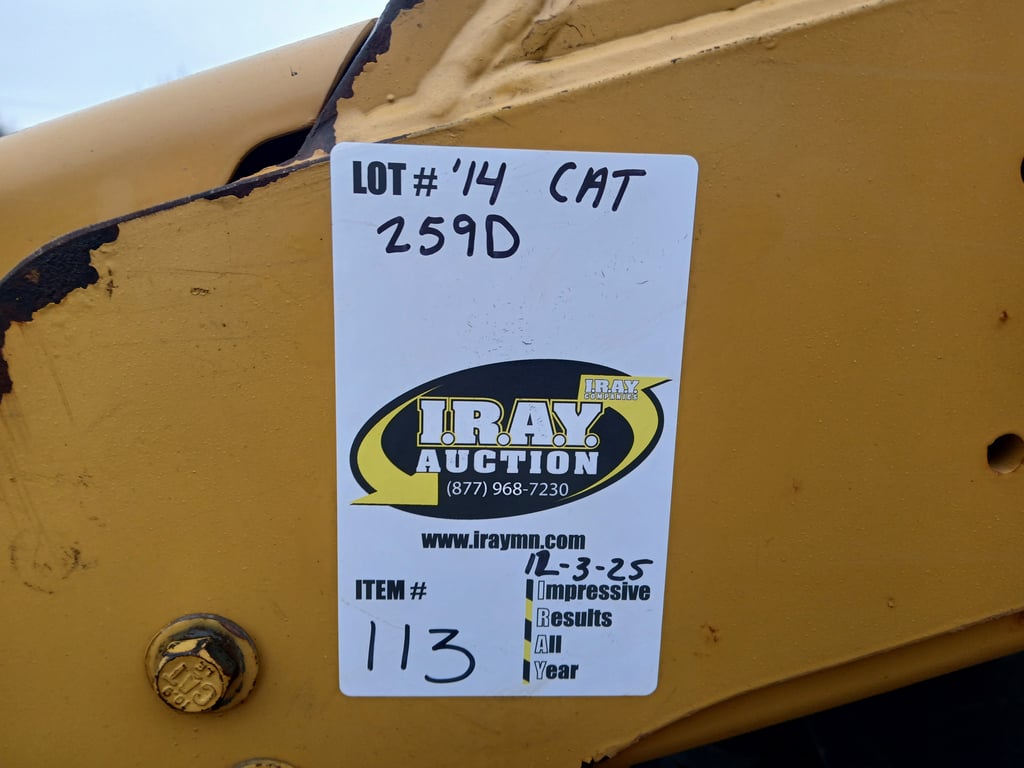 LOT # '14 CAT
259D
I.R.A.Y.
COMPANIES
I.R.A.Y.
AUCTION
(877) 968-7230
www.iraymn.com
12-3-25
ITEM #
113
Impressive
Results
All
Year